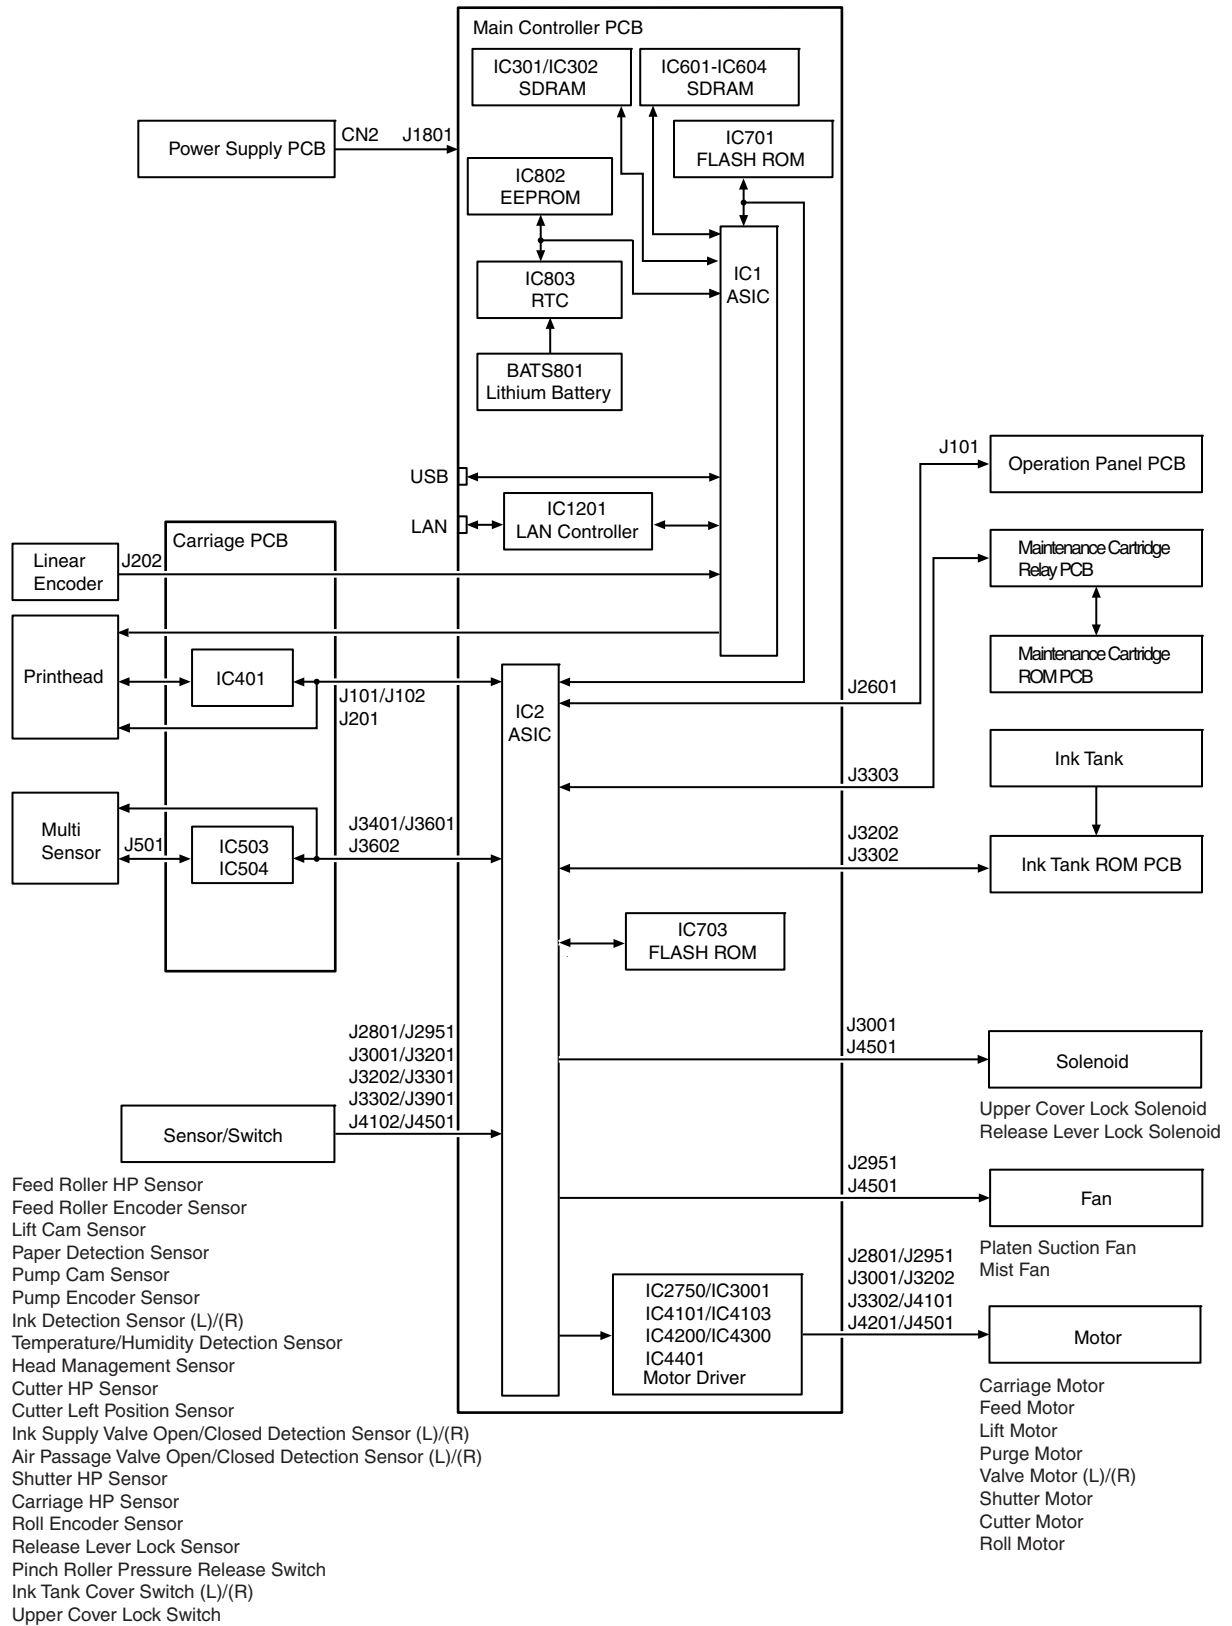 Main Controller PCB
IC301/IC302
SDRAM
IC601-IC604
SDRAM
Power Supply PCB
CN2
J1801
IC701
FLASH ROM
IC802
EEPROM
IC803
RTC
IC1
ASIC
BATS801
Lithium Battery
USB
LAN
IC1201
LAN Controller
J101
Operation Panel PCB
Carriage PCB
Linear
Encoder
J202
Maintenance Cartridge
Relay PCB
Printhead
IC401
J101/J102
J201
IC2
ASIC
J2601
Maintenance Cartridge
ROM PCB
J3303
Ink Tank
Multi
Sensor
J501
IC503
IC504
J3401/J3601
J3602
J3202
J3302
Ink Tank ROM PCB
IC703
FLASH ROM
J2801/J2951
J3001/J3201
J3202/J3301
J3302/J3901
J4102/J4501
Sensor/Switch
J3001
J4501
Solenoid
Upper Cover Lock Solenoid
Release Lever Lock Solenoid
J2951
J4501
Fan
Platen Suction Fan
Mist Fan
IC2750/IC3001
IC4101/IC4103
IC4200/IC4300
IC4401
Motor Driver
J2801/J2951
J3001/J3202
J3302/J4101
J4201/J4501
Motor
Carriage Motor
Feed Motor
Lift Motor
Purge Motor
Valve Motor (L)/(R)
Shutter Motor
Cutter Motor
Roll Motor
Feed Roller HP Sensor
Feed Roller Encoder Sensor
Lift Cam Sensor
Paper Detection Sensor
Pump Cam Sensor
Pump Encoder Sensor
Ink Detection Sensor (L)/(R)
Temperature/Humidity Detection Sensor
Head Management Sensor
Cutter HP Sensor
Cutter Left Position Sensor
Ink Supply Valve Open/Closed Detection Sensor (L)/(R)
Air Passage Valve Open/Closed Detection Sensor (L)/(R)
Shutter HP Sensor
Carriage HP Sensor
Roll Encoder Sensor
Release Lever Lock Sensor
Pinch Roller Pressure Release Switch
Ink Tank Cover Switch (L)/(R)
Upper Cover Lock Switch